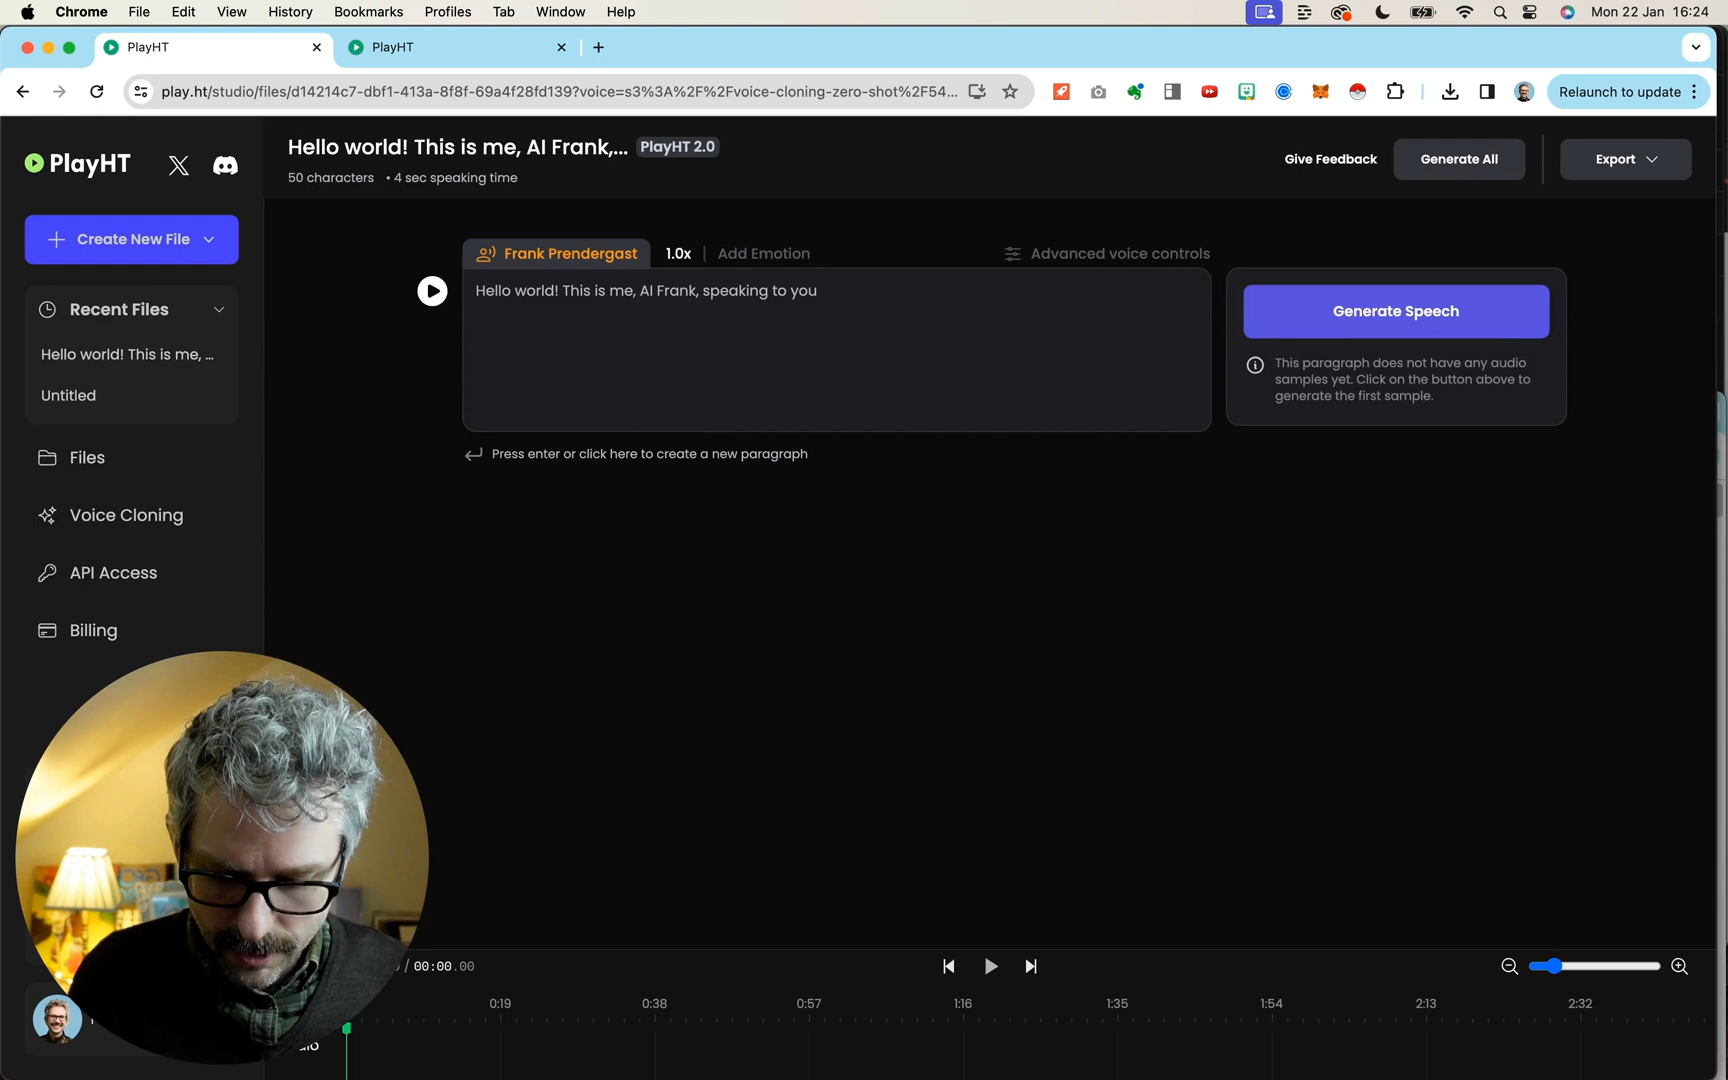 Chrome File Edit View History Bookmarks Profiles Tab Window Help Mon 22 Jan 16:24
PlayHT PlayHT
play.ht/studio/files/d14214c7-dbf1-413a-8f8f-69a4f28fd139?voice=s3%3A%2F%2Fvoice-cloning-zero-shot%2F54... Relaunch to update
PlayHT
Hello world! This is me, AI Frank,... PlayHT 2.0
50 characters • 4 sec speaking time
Give Feedback Generate All Export
Create New File
Recent Files
Hello world! This is me, ...
Untitled
Files
Voice Cloning
API Access
Billing
Frank Prendergast 1.0x Add Emotion Advanced voice controls
Hello world! This is me, AI Frank, speaking to you
Press enter or click here to create a new paragraph
Generate Speech
This paragraph does not have any audio
samples yet. Click on the button above to
generate the first sample.
/ 00:00.00
0:19 0:38 0:57 1:16 1:35 1:54 2:13 2:32